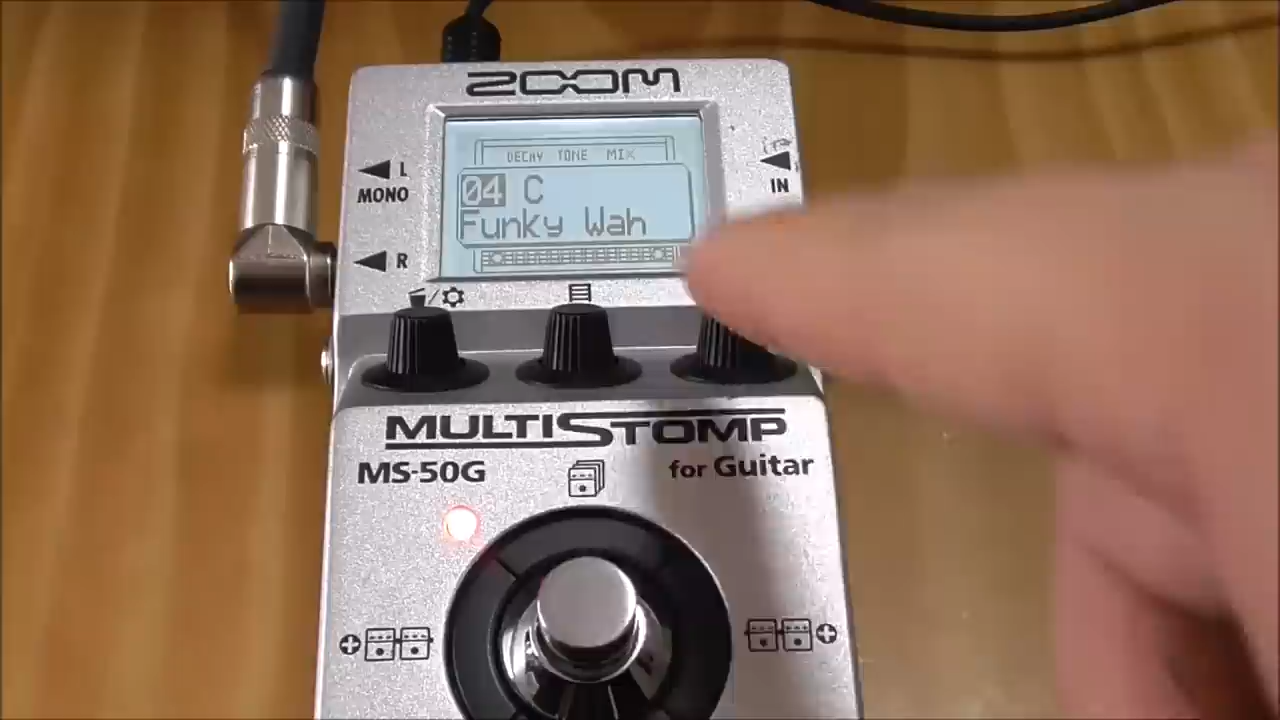 ZOOM
DECAY TONE MIX
L
MONO
IN
04 C
Funky Wah
R
MULTISTOMP
MS-50G
for Guitar